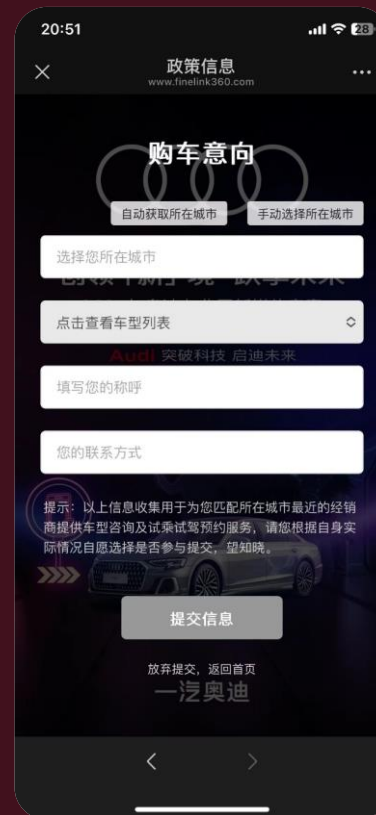 20:51
28
政策信息
www.finelink360.com
购车意向
自动获取所在城市
手动选择所在城市
选择您所在城市
点击查看车型列表
Audi 突破科技 启迪未来
填写您的称呼
您的联系方式
提示：以上信息收集用于为您匹配所在城市最近的经销
商提供车型咨询及试乘试驾预约服务，请您根据自身实
际情况自愿选择是否参与提交，望知晓。
提交信息
放弃提交，返回首页
一汽奥迪